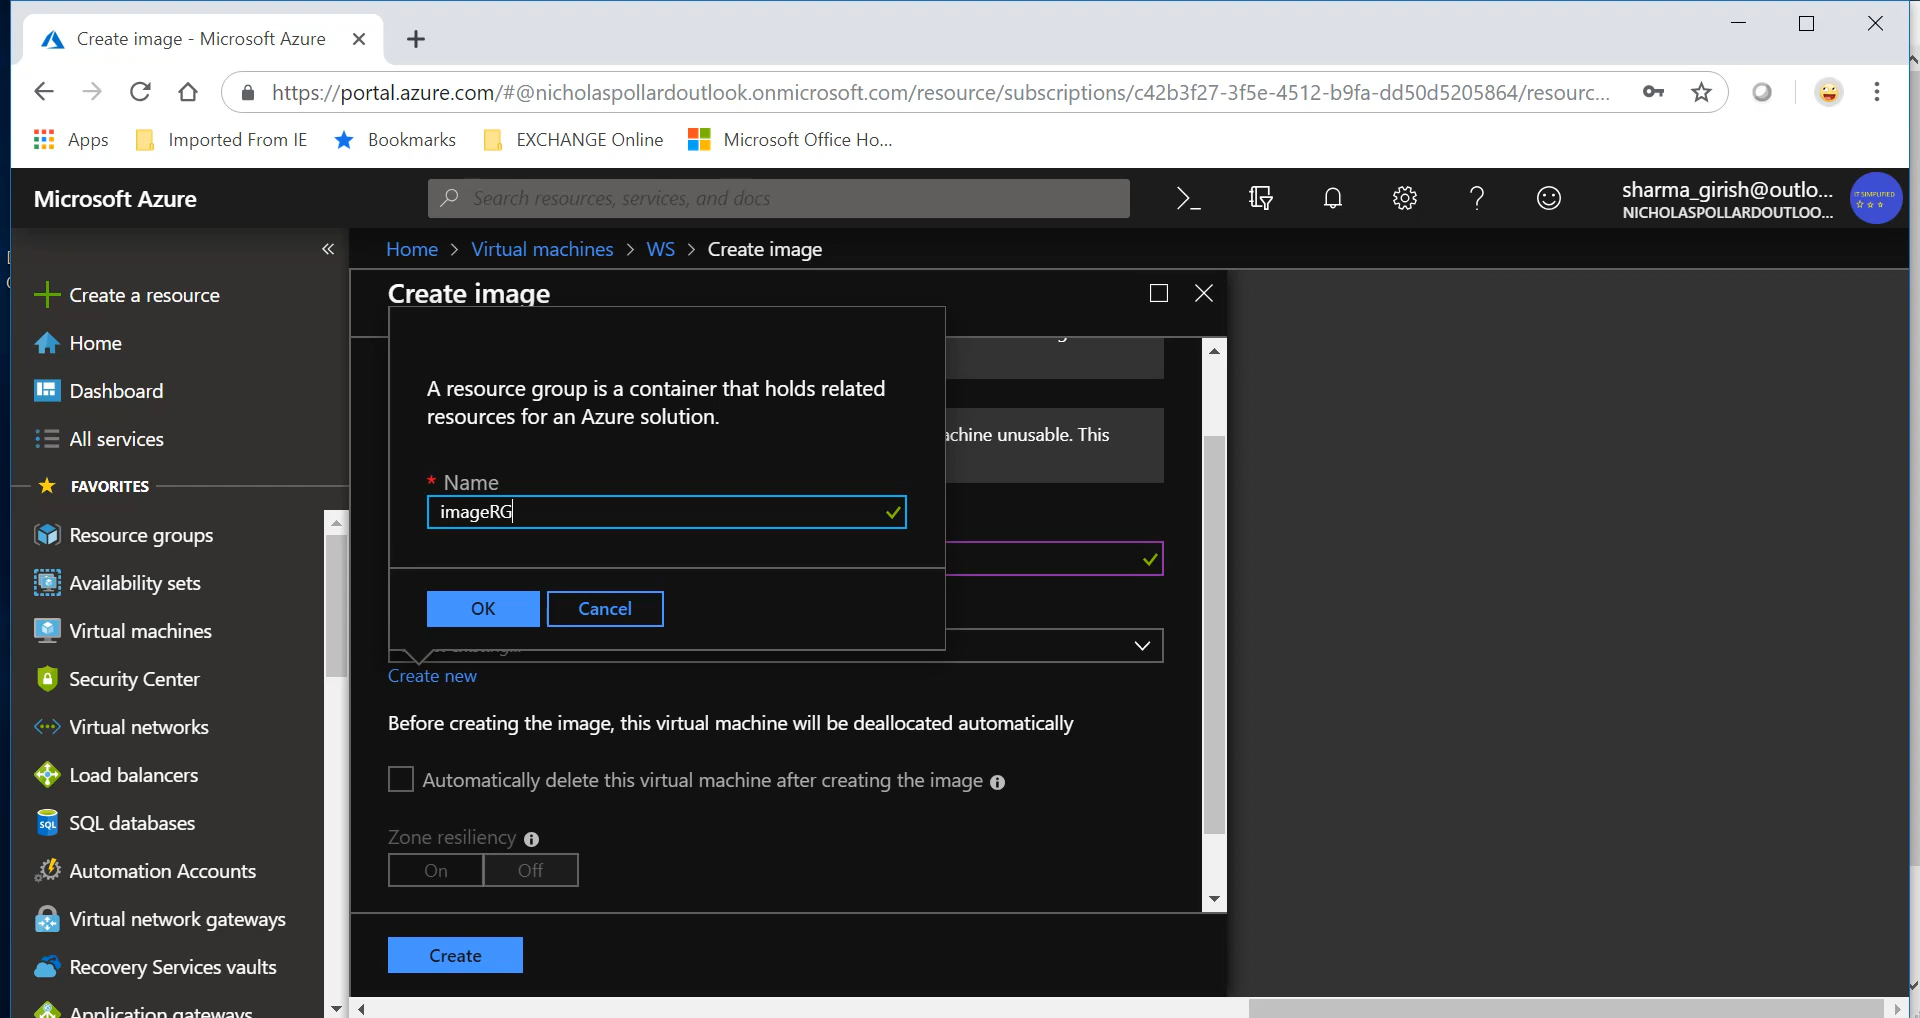 Create image - Microsoft Azure
https://portal.azure.com/#@nicholaspollardoutlook.onmicrosoft.com/resource/subscriptions/c42b3f27-3f5e-4512-b9fa-dd50d5205864/resourc...
Apps Imported From IE Bookmarks EXCHANGE Online Microsoft Office Ho...
Microsoft Azure
Search resources, services, and docs
sharma_girish@outlo...
NICHOLASPOLLARDOUTLOO...
IT SIMPLIFIED
Home > Virtual machines > WS > Create image
Create a resource
Home
Dashboard
All services
FAVORITES
Resource groups
Availability sets
Virtual machines
Security Center
Virtual networks
Load balancers
SQL databases
Automation Accounts
Virtual network gateways
Recovery Services vaults
Application gateways
Create image
A resource group is a container that holds related
resources for an Azure solution.
achine unusable. This
* Name
imageRG
OK Cancel
Create new
Before creating the image, this virtual machine will be deallocated automatically
Automatically delete this virtual machine after creating the image
Zone resiliency
On Off
Create